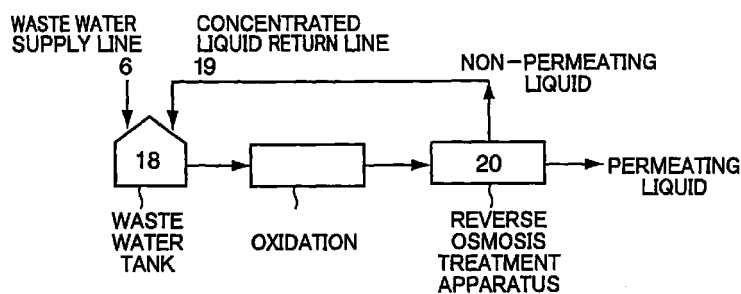 WASTE WATER
SUPPLY LINE
6
CONCENTRATED
LIQUID RETURN LINE
19
NON-PERMEATING
LIQUID
18
20
PERMEATING
LIQUID
WASTE
WATER
TANK
OXIDATION
REVERSE
OSMOSIS
TREATMENT
APPARATUS